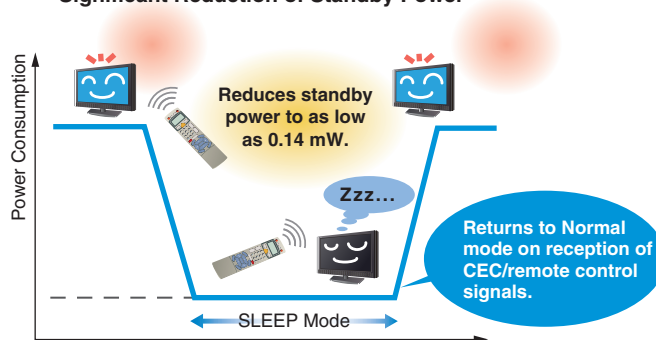 Significant Reduction of Standby Power
Power Consumption
Reduces standby
power to as low
as 0.14 mW.
Zzz...
Returns to Normal
mode on reception of
CEC/remote control
signals.
SLEEP Mode